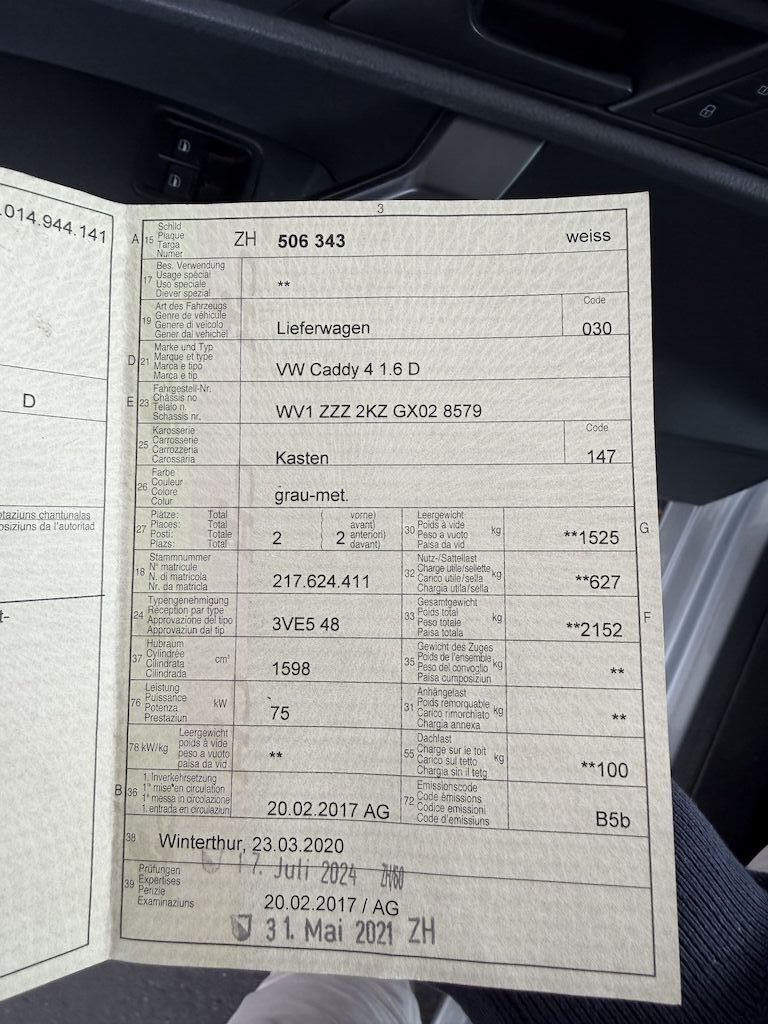 .014.944.141
D
otaziuns chantunalas
osiziuns da l'autoritad
t-
3
A 15 Schild
Plaque
Targa
Numer
ZH 506 343 weiss
17 Bes. Verwendung
Usage spécial
Uso speciale
Diever spezial
**
19 Art des Fahrzeugs
Genre de véhicule
Genere di veicolo
Gener dal vehichel
Lieferwagen
Code
030
D 21 Marke und Typ
Marque et type
Marca e tipo
Marca e tip
VW Caddy 4 1.6 D
E 23 Fahrgestell-Nr.
Châssis no
Telaio n.
Schassis nr.
WV1 ZZZ 2KZ GX02 8579
25 Karosserie
Carrosserie
Carrozzeria
Carossaria
Kasten
Code
147
26 Farbe
Couleur
Colore
Colur
grau-met.
27 Plätze: Total
Places: Total
Posti: Totale
Plazs: Total
2
( vorne)
( avant)
2 anteriori)
( davant)
30 Leergewicht
Poids à vide
Peso a vuoto
Paisa da vid
kg
**1525
G
18 Stammnummer
N° matricule
N. di matricola
Nr. da matricla
217.624.411
32 Nutz-/Sattellast
Charge utile/sellette
Carico utile/sella
Chargia utila/sella
kg
**627
24 Typengenehmigung
Réception par type
Approvazione del tipo
Approvaziun dal tip
3VE5 48
33 Gesamtgewicht
Poids total
Peso totale
Paisa totala
kg
**2152
F
37 Hubraum
Cylindrée
Cilindrata
Cilindrada
cm³
1598
35 Gewicht des Zuges
Poids de l'ensemble
Peso del convoglio
Paisa cumposiziun
kg
**
76 Leistung
Puissance
Potenza
Prestaziun
kW
75
31 Anhängelast
Poids remorquable
Carico rimorchiato
Chargia annexa
kg
**
78 kW/kg Leergewicht
poids à vide
peso a vuoto
paisa da vid
**
55 Dachlast
Charge sur le toit
Carico sul tetto
Chargia sin il tetg
kg
**100
B 36 1. Inverkehrsetzung
1re mise en circulation
1a messa in circolazione
1. entrada en circulaziun
20.02.2017 AG
72 Emissionscode
Code émissions
Codice emissioni
Code d'emissiuns
B5b
38 Winterthur, 23.03.2020
17. Juli 2024 ZH/60
39 Prüfungen
Expertises
Perizie
Examinaziuns
20.02.2017 / AG
31. Mai 2021 ZH